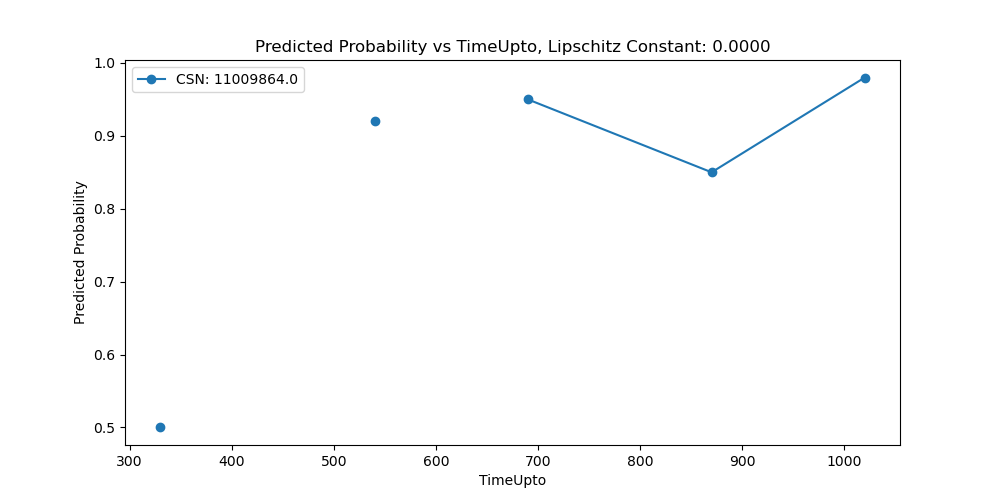 Predicted Probability vs TimeUpto, Lipschitz Constant: 0.0000
CSN: 11009864.0
Predicted Probability
1.0
0.9
0.8
0.7
0.6
0.5
300 400 500 600 700 800 900 1000
TimeUpto